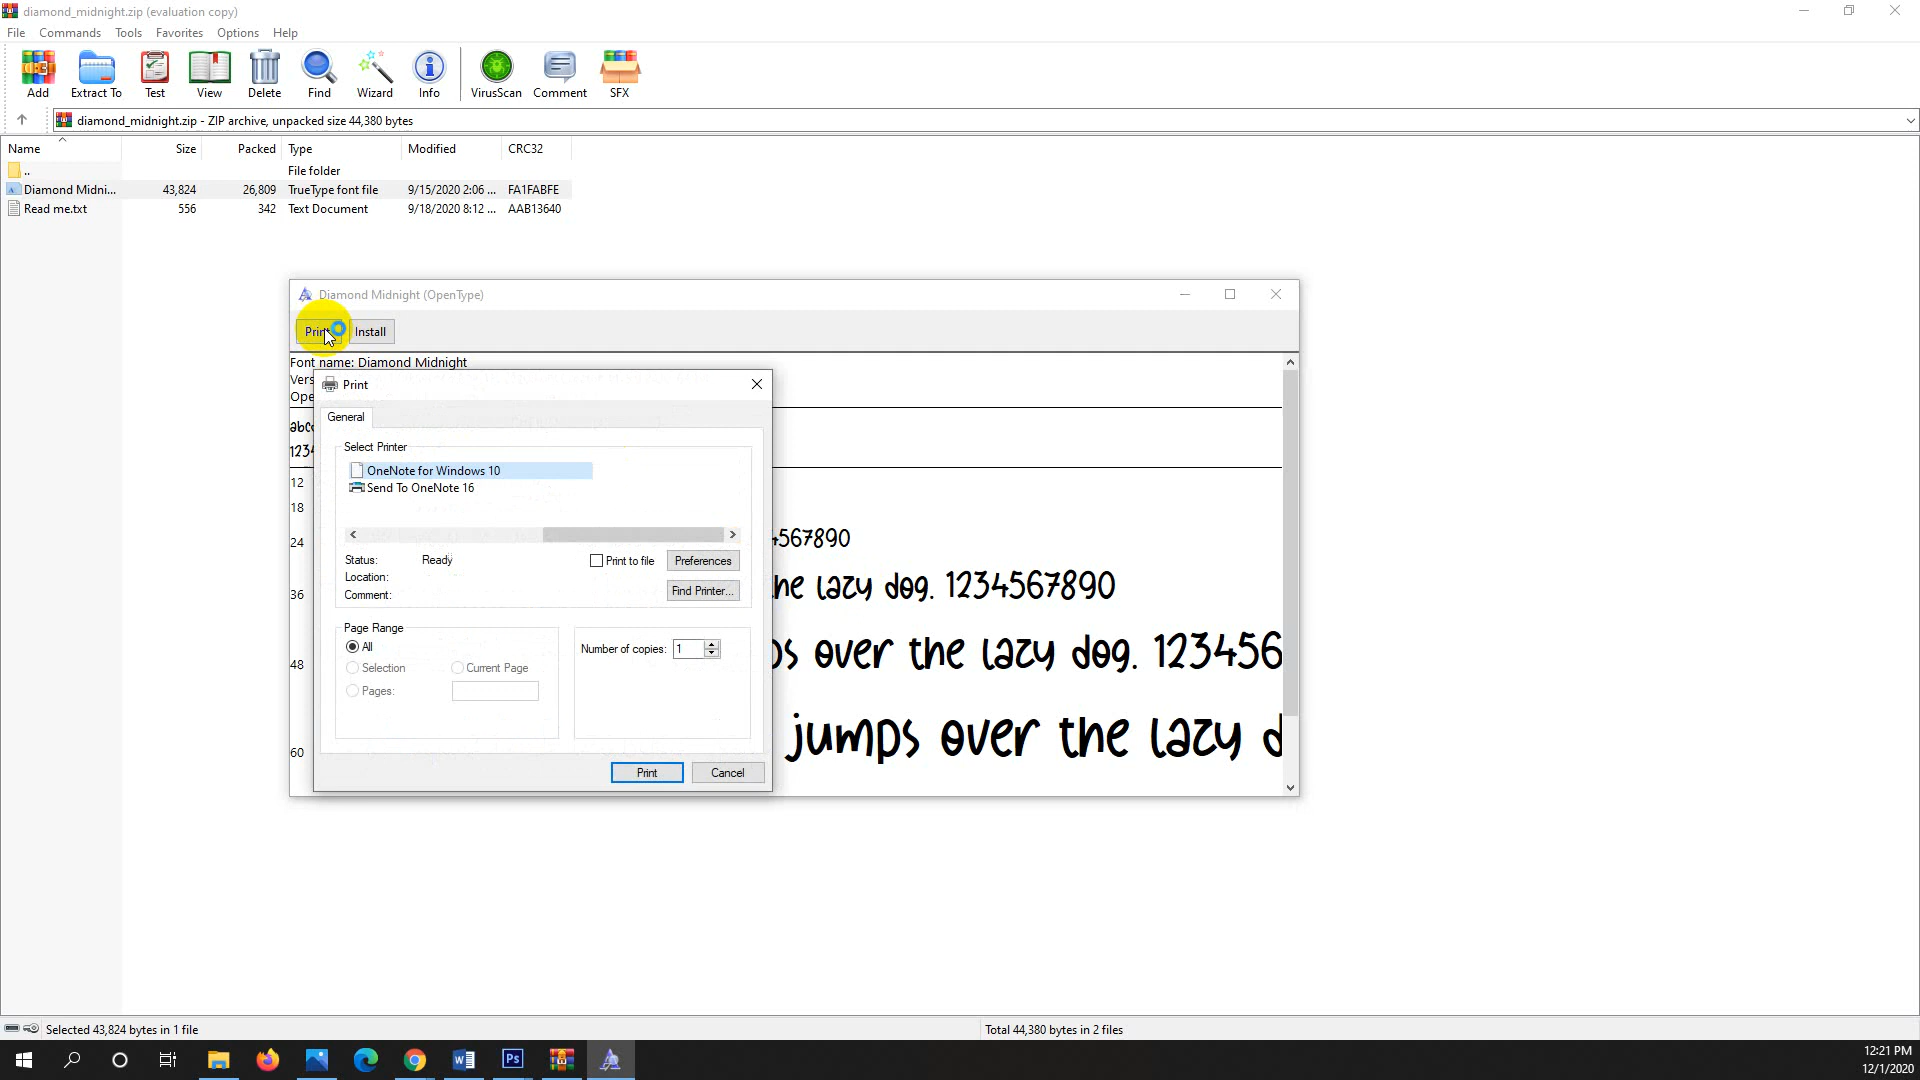 diamond_midnight.zip (evaluation copy)
File Commands Tools Favorites Options Help
Add Extract To Test View Delete Find Wizard Info VirusScan Comment SFX
diamond_midnight.zip - ZIP archive, unpacked size 44,380 bytes
Name Size Packed Type Modified CRC32
.. File folder
Diamond Midni... 43,824 26,809 TrueType font file 9/15/2020 2:06 ... FA1FABFE
Read me.txt 556 342 Text Document 9/18/2020 8:12 ... AAB13640
Diamond Midnight (OpenType)
Print Install
Font name: Diamond Midnight
Print
General
Select Printer
OneNote for Windows 10
Send To OneNote 16
Status: Ready
Print to file
Preferences
Location:
Comment:
Find Printer...
Page Range
All
Selection
Current Page
Pages:
Number of copies: 1
Print Cancel
12
18
24 4567890
36 he lazy dog. 1234567890
48 ps over the lazy dog. 123456
60 jumps over the lazy d
Selected 43,824 bytes in 1 file
Total 44,380 bytes in 2 files
12:21 PM
12/1/2020